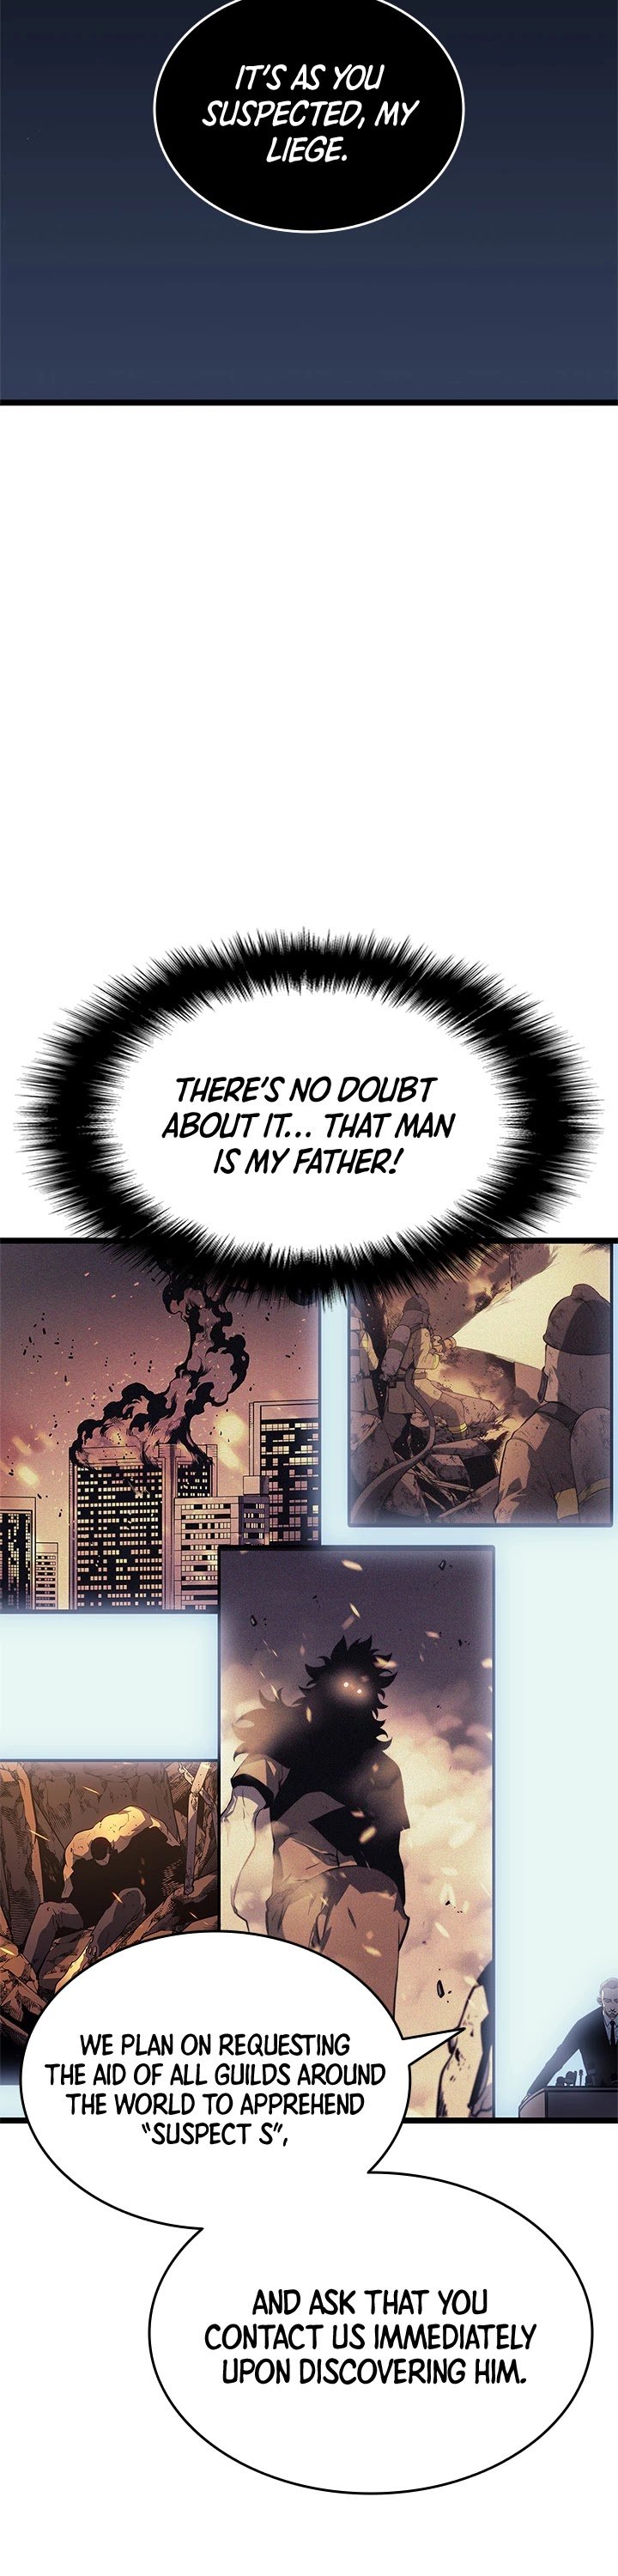 IT'S AS YOU
SUSPECTED, MY
LIEGE.
THERE'S NO DOUBT
ABOUT IT... THAT MAN
IS MY FATHER!
WE PLAN ON REQUESTING
THE AID OF ALL GUILDS AROUND
THE WORLD TO APPREHEND
"SUSPECT S",
AND ASK THAT YOU
CONTACT US IMMEDIATELY
UPON DISCOVERING HIM.